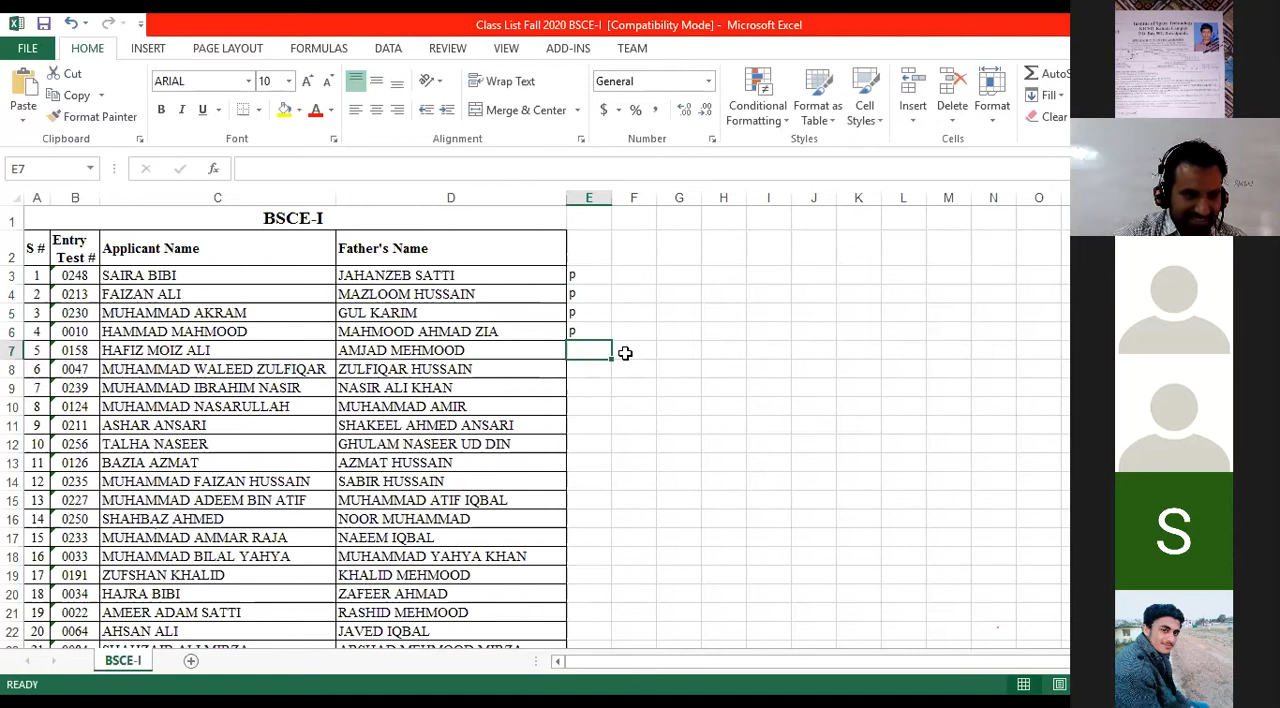 Class List Fall 2020 BSCE-I [Compatibility Mode] - Microsoft Excel
FILE HOME INSERT PAGE LAYOUT FORMULAS DATA REVIEW VIEW ADD-INS TEAM
Cut
Copy
Format Painter
Paste
ARIAL 10
B I U
Wrap Text
Merge & Center
General
$ % ,
Conditional Formatting
Format as Table
Cell Styles
Insert Delete Format
AutoS
Fill
Clear
Clipboard Font Alignment Number Styles Cells
E7 fx
A B C D E F G H I J K L M N O
1 BSCE-I
2 S # Entry Test # Applicant Name Father's Name
3 1 0248 SAIRA BIBI JAHANZEB SATTI p
4 2 0213 FAIZAN ALI MAZLOOM HUSSAIN p
5 3 0230 MUHAMMAD AKRAM GUL KARIM p
6 4 0010 HAMMAD MAHMOOD MAHMOOD AHMAD ZIA p
7 5 0158 HAFIZ MOIZ ALI AMJAD MEHMOOD
8 6 0047 MUHAMMAD WALEED ZULFIQAR ZULFIQAR HUSSAIN
9 7 0239 MUHAMMAD IBRAHIM NASIR NASIR ALI KHAN
10 8 0124 MUHAMMAD NASARULLAH MUHAMMAD AMIR
11 9 0211 ASHAR ANSARI SHAKEEL AHMED ANSARI
12 10 0256 TALHA NASEER GHULAM NASEER UD DIN
13 11 0126 BAZIA AZMAT AZMAT HUSSAIN
14 12 0235 MUHAMMAD FAIZAN HUSSAIN SABIR HUSSAIN
15 13 0227 MUHAMMAD ADEEM BIN ATIF MUHAMMAD ATIF IQBAL
16 14 0250 SHAHBAZ AHMED NOOR MUHAMMAD
17 15 0233 MUHAMMAD AMMAR RAJA NAEEM IQBAL
18 16 0033 MUHAMMAD BILAL YAHYA MUHAMMAD YAHYA KHAN
19 17 0191 ZUFSHAN KHALID KHALID MEHMOOD
20 18 0034 HAJRA BIBI ZAFEER AHMAD
21 19 0022 AMEER ADAM SATTI RASHID MEHMOOD
22 20 0064 AHSAN ALI JAVED IQBAL
BSCE-I
READY
S